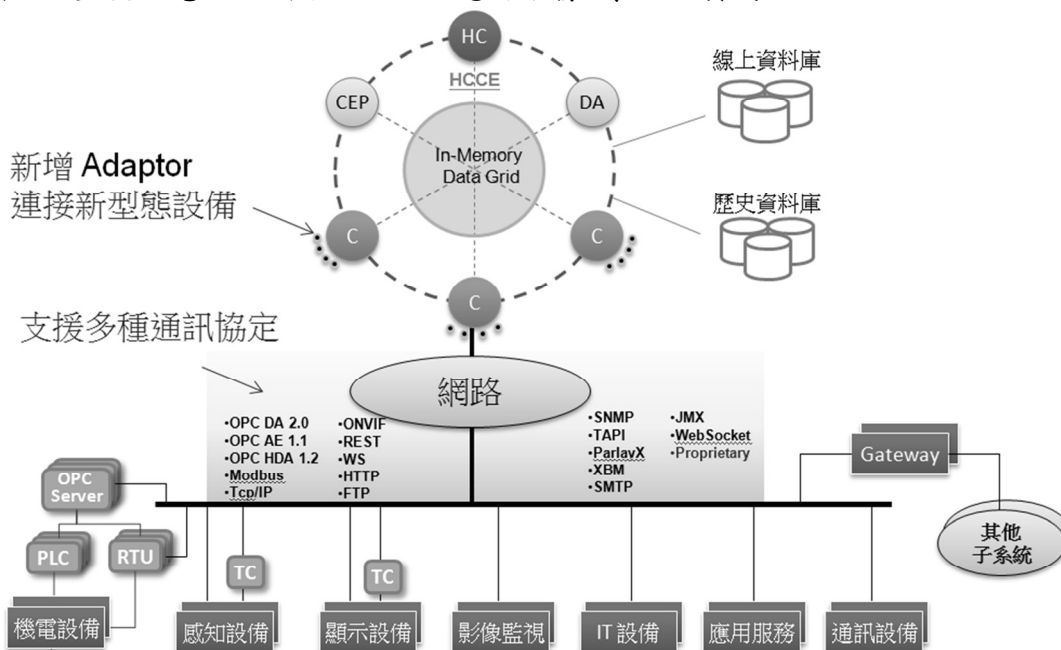 HC
HCCE
CEP
DA
In-Memory
Data Grid
線上資料庫
歷史資料庫
新增 Adaptor
連接新型態設備
C
C
C
支援多種通訊協定
網路
•OPC DA 2.0
•OPC AE 1.1
•OPC HDA 1.2
•Modbus
•Tcp/IP
•ONVIF
•REST
•WS
•HTTP
•FTP
•SNMP
•TAPI
•ParlavX
•XBM
•SMTP
•JMX
•WebSocket
•Proprietary
Gateway
OPC
Server
PLC
RTU
TC
TC
其他
子系統
機電設備
感知設備
顯示設備
影像監視
IT 設備
應用服務
通訊設備